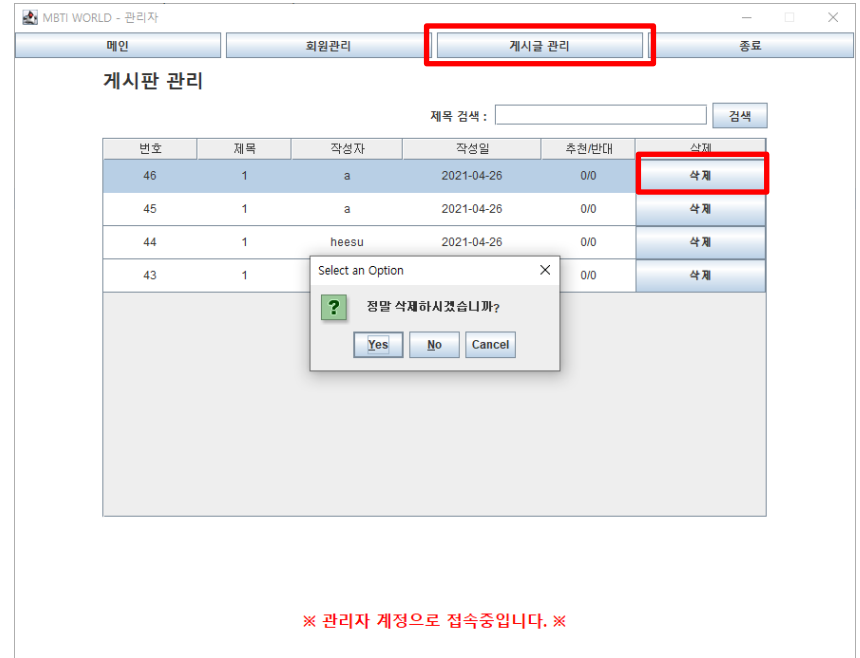 MBTI WORLD - 관리자
메인 회원관리 게시글 관리 종료
게시판 관리
제목 검색 : 검색
번호 제목 작성자 작성일 추천/반대 삭제
46 1 a 2021-04-26 0/0 삭제
45 1 a 2021-04-26 0/0 삭제
44 1 heesu 2021-04-26 0/0 삭제
43 1 0/0 삭제
Select an Option
정말 삭제하시겠습니까?
Yes No Cancel
※ 관리자 계정으로 접속중입니다. ※